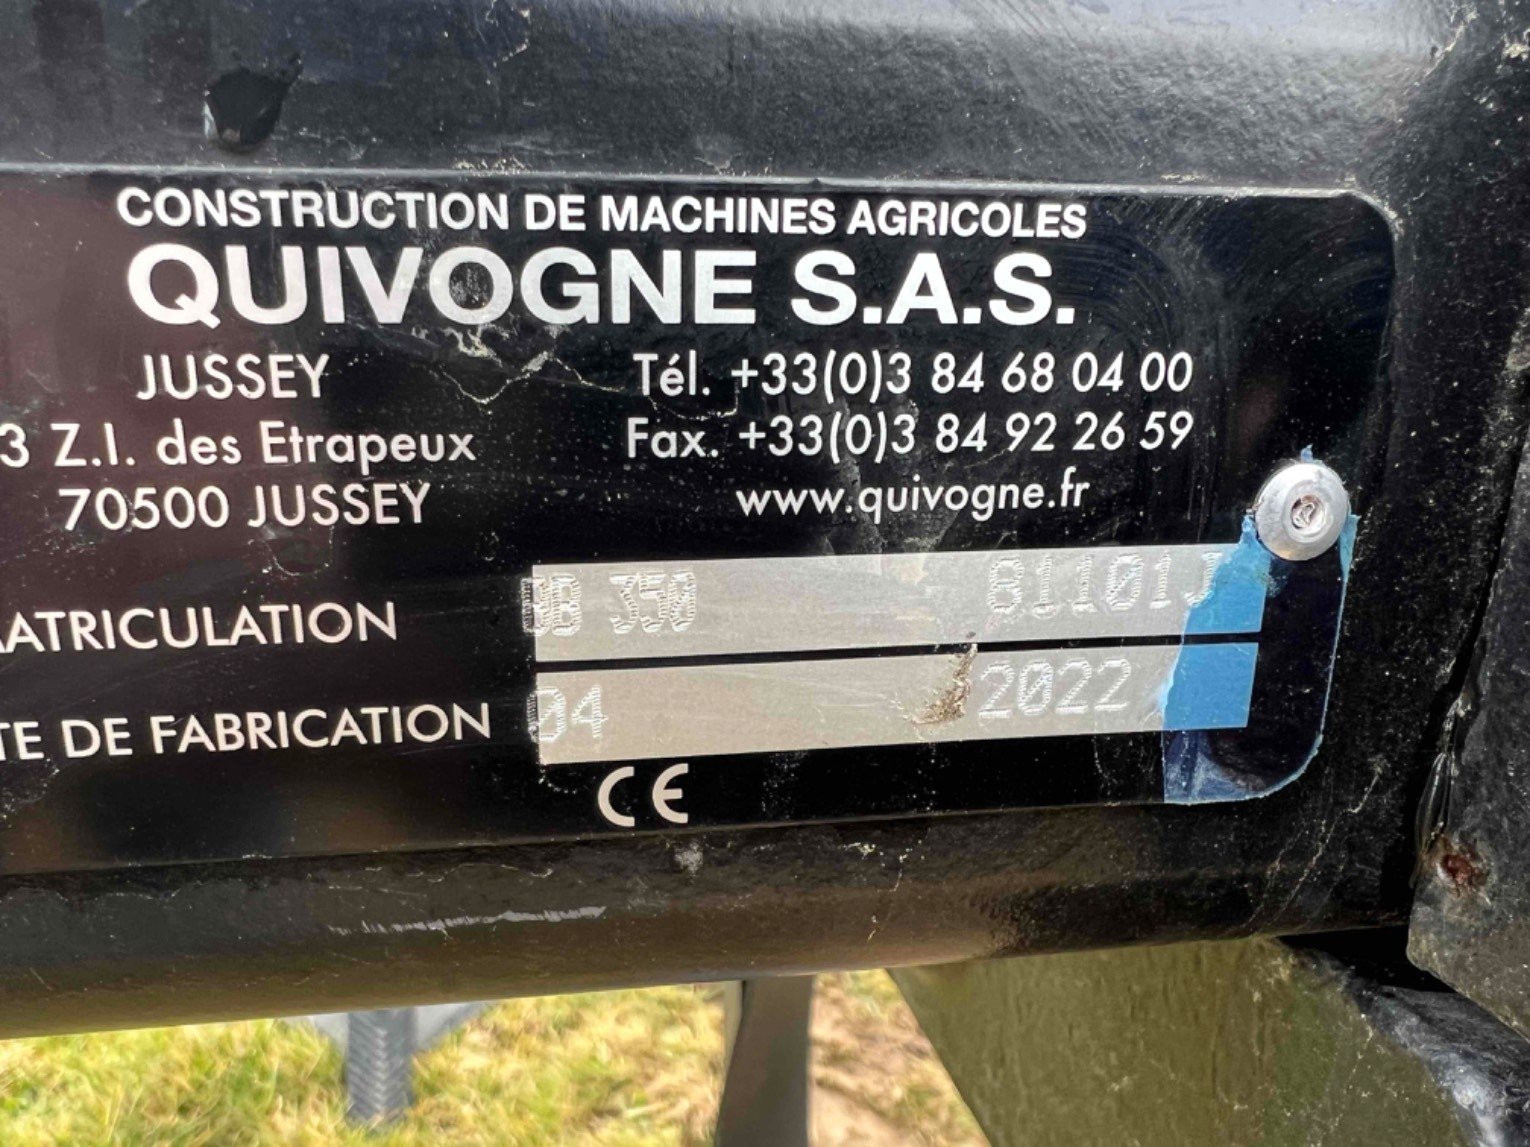 CONSTRUCTION DE MACHINES AGRICOLES
QUIVOGNE S.A.S.
JUSSEY Tél. +33(0)3 84 68 04 00
3 Z.I. des Etrapeux Fax. +33(0)3 84 92 26 59
70500 JUSSEY www.quivogne.fr
ATRICULATION
TE DE FABRICATION 04 2022
CE